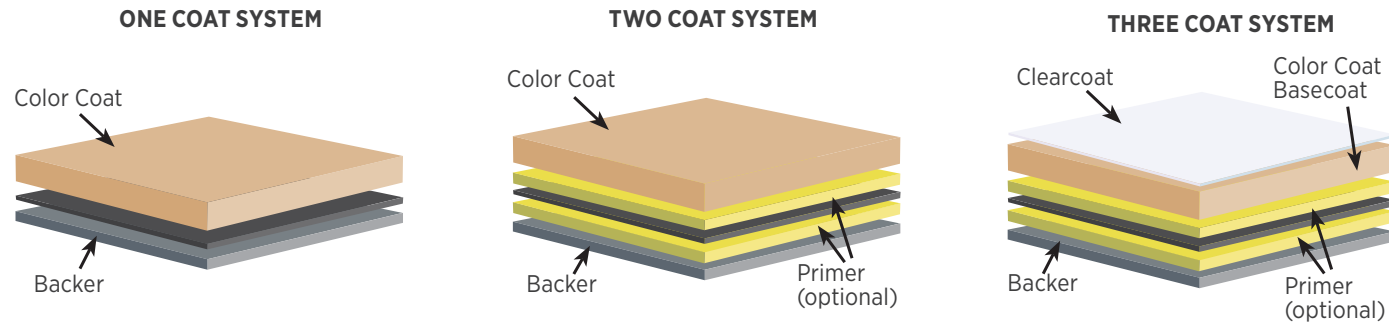 ONE COAT SYSTEM
Color Coat
Backer
TWO COAT SYSTEM
Color Coat
Backer
Primer
(optional)
THREE COAT SYSTEM
Clearcoat
Color Coat
Basecoat
Backer
Primer
(optional)